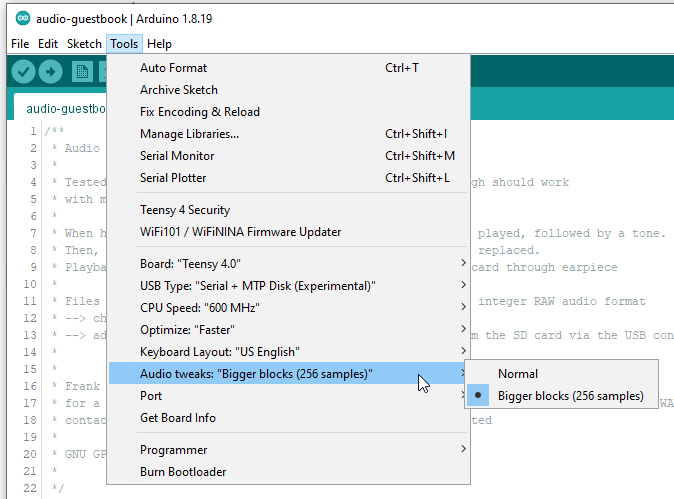 audio-guestbook | Arduino 1.8.19
File Edit Sketch Tools Help
audio-guestbo
Auto Format Ctrl+T
Archive Sketch
Fix Encoding & Reload
Manage Libraries... Ctrl+Shift+I
Serial Monitor Ctrl+Shift+M
Serial Plotter Ctrl+Shift+L
Teensy 4 Security
WiFi101 / WiFiNINA Firmware Updater
Board: "Teensy 4.0"
USB Type: "Serial + MTP Disk (Experimental)"
CPU Speed: "600 MHz"
Optimize: "Faster"
Keyboard Layout: "US English"
Audio tweaks: "Bigger blocks (256 samples)"
Port
Get Board Info
Programmer
Burn Bootloader
Normal
Bigger blocks (256 samples)
1 /**
2 * Audio
3 *
4 * Tested gh should work
5 * with m
6 *
7 * When h played, followed by a tone.
8 * Then, replaced.
9 * Playba card through earpiece
10 *
11 * Files integer RAW audio format
12 * --> ch
13 * --> ad m the SD card via the USB con
14 *
15 *
16 * Frank
17 * for a WA
18 * contac ted
19 *
20 * GNU GP
21 *
22 */